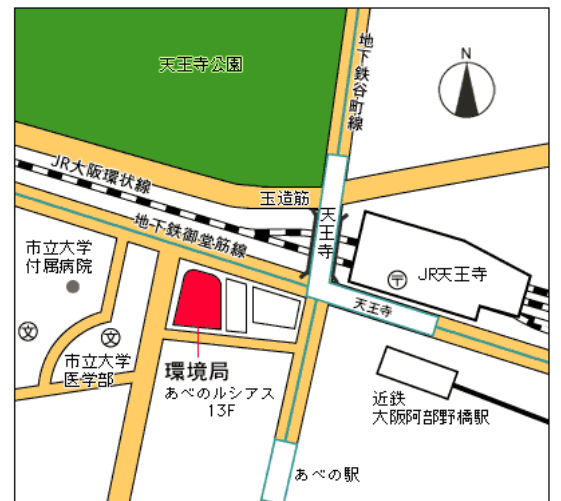 天王寺公園
地下鉄谷町線
N
JR大阪環状線
玉造筋
地下鉄御堂筋線
天王寺
市立大学
付属病院
〒
JR天王寺
天王寺
文
文
市立大学
医学部
環境局
あべのルシアス
13F
近鉄
大阪阿部野橋駅
あべの駅